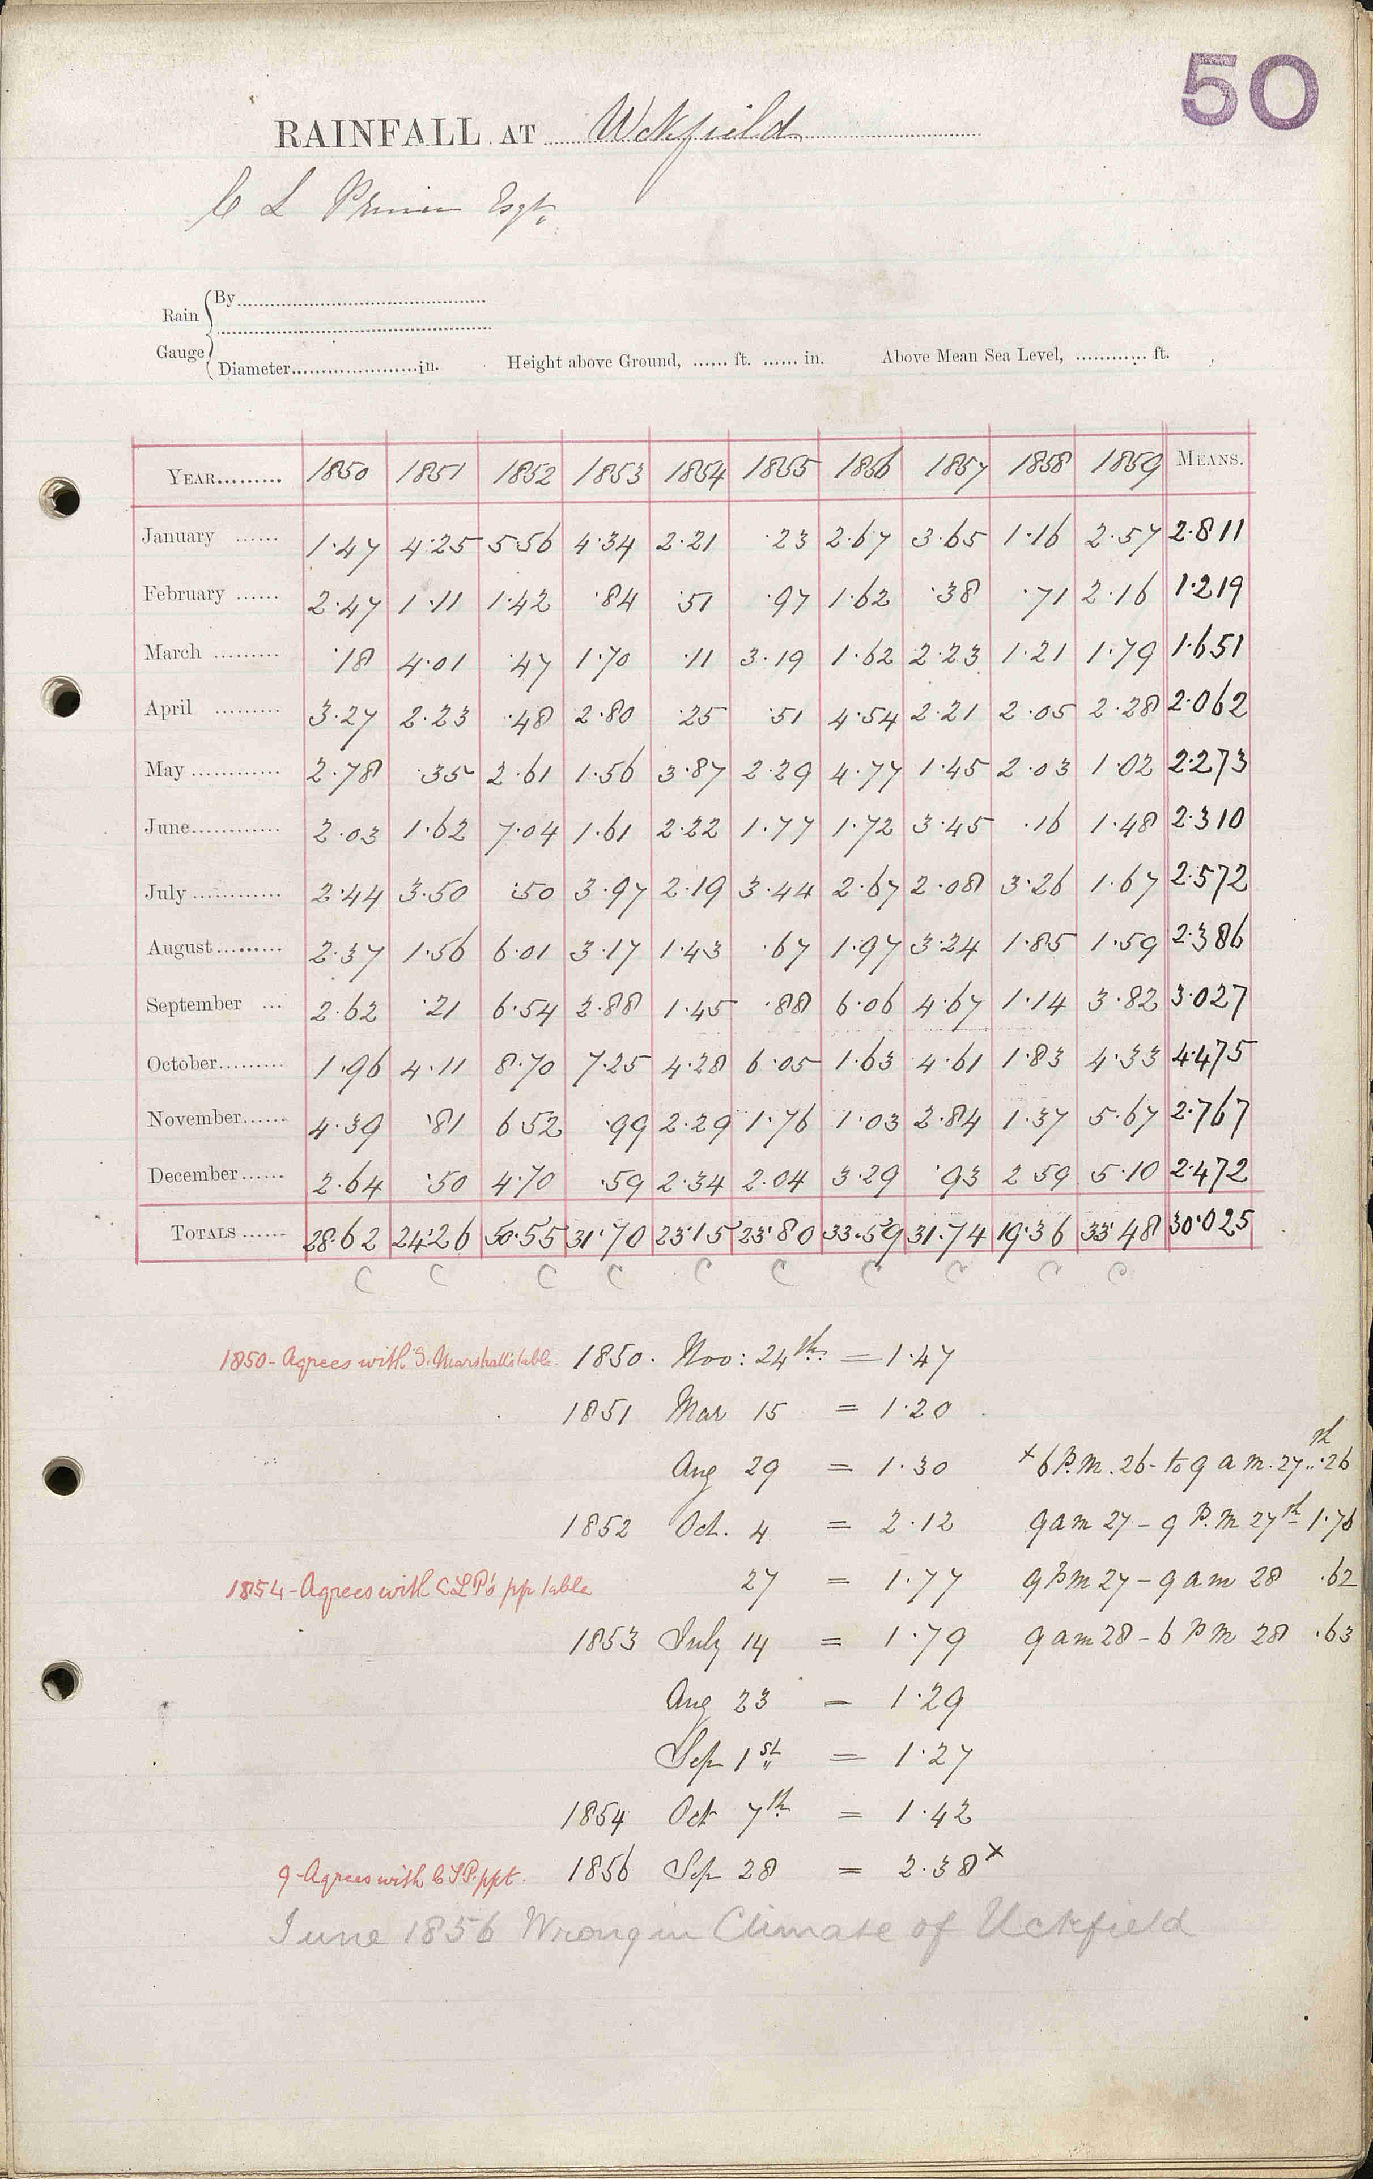 50
RAINFALL AT Uckfield
C L Prince Esqr.
Rain Gauge
By
Diameter in. Height above Ground, ...... ft. ...... in. Above Mean Sea Level, ............ ft.
YEAR......... 1850 1851 1852 1853 1854 1855 1856 1857 1858 1859 MEANS.
January ...... 1.47 4.25 5.56 4.34 2.21 .23 2.67 3.65 1.16 2.57 2.811
February ...... 2.47 1.11 1.42 .84 .51 .97 1.62 .38 .71 2.16 1.219
March ......... .18 4.01 .47 1.70 .11 3.19 1.62 2.23 1.21 1.79 1.651
April ......... 3.27 2.23 .48 2.80 .25 .51 4.54 2.21 2.05 2.28 2.062
May ............ 2.78 .35 2.61 1.56 3.87 2.29 4.77 1.45 2.03 1.02 2.273
June............ 2.03 1.62 7.04 1.61 2.22 1.77 1.72 3.45 .16 1.48 2.310
July ............ 2.44 3.50 .50 3.97 2.19 3.44 2.67 2.08 3.26 1.67 2.572
August......... 2.37 1.56 6.01 3.17 1.43 .67 1.97 3.24 1.85 1.59 2.386
September ... 2.62 .21 6.54 2.88 1.45 .88 6.06 4.67 1.14 3.82 3.027
October......... 1.96 4.11 8.70 7.25 4.28 6.05 1.63 4.61 1.83 4.33 4.475
November...... 4.39 .81 6.52 .99 2.29 1.76 1.03 2.84 1.37 5.67 2.767
December...... 2.64 .50 4.70 .59 2.34 2.04 3.29 .93 2.59 5.10 2.472
TOTALS ...... 28.62 24.26 50.55 31.70 23.15 23.80 33.59 31.74 19.36 33.48 30.025
C C C C C C C C C C
1850 - Agrees with S. Marshall's table. 1850. Nov: 24th = 1.47
1851 Mar 15 = 1.20
Aug 29 = 1.30 x 6 P.m. 26 - to 9 a m. 27th .26
1852 Oct. 4 = 2.12 9 am 27 - 9 P.m 27th 1.76
1854 - Agrees with C.L.P's pp table 27 = 1.77 9 Pm 27 - 9 am 28 .62
1853 July 14 = 1.79 9 am 28 - 6 Pm 28 .63
Aug 23 = 1.29
Sep 1st = 1.27
1854 Oct 7th = 1.42
9 - Agrees with C L P. ppt. 1856 Sep 28 = 2.38 x
June 1856 Wrong in Climate of Uckfield